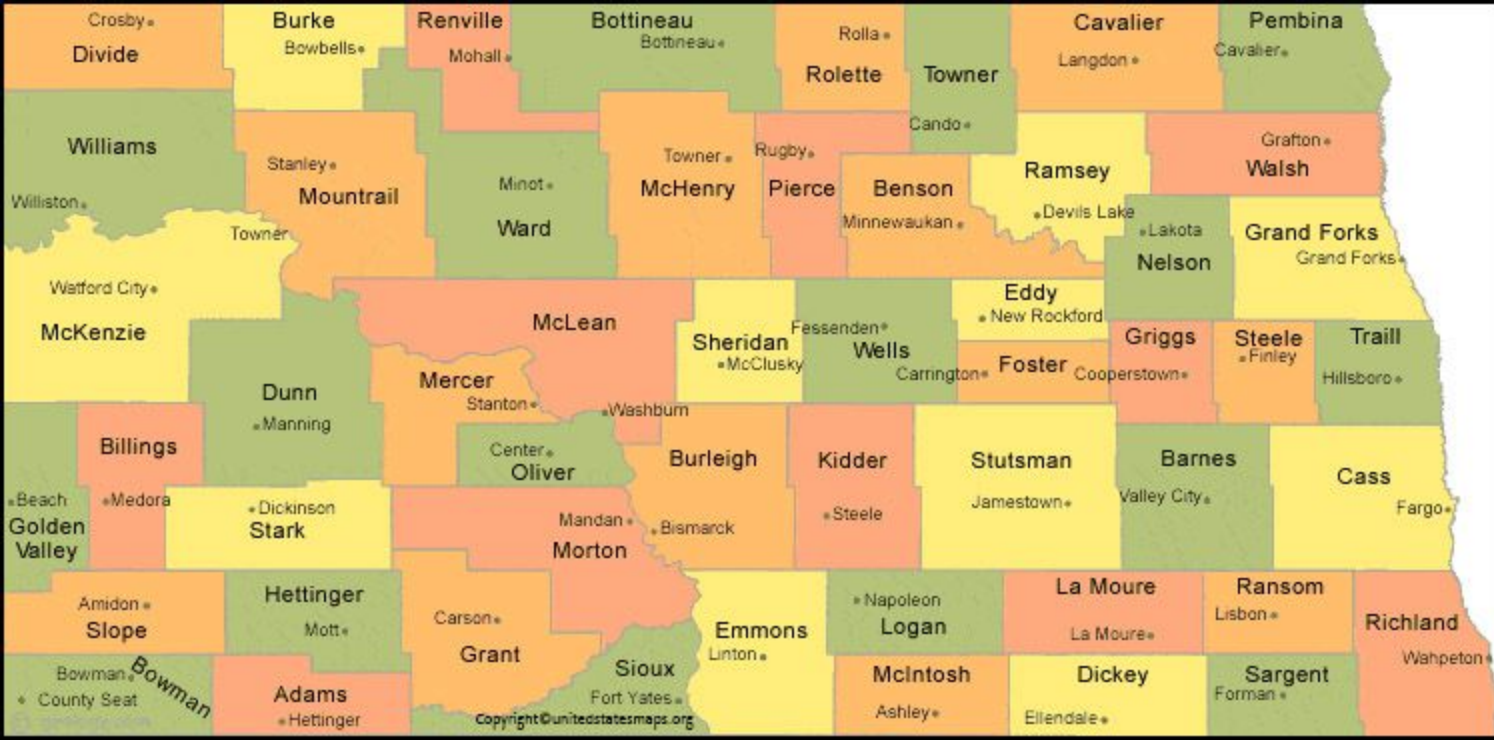 Crosby
Divide
Burke
Bowbells
Renville
Mohall
Bottineau
Bottineau
Rolla
Rolette
Towner
Cando
Cavalier
Langdon
Pembina
Cavalier
Williams
Williston
Stanley
Mountrail
Minot
Ward
Towner
McHenry
Rugby
Pierce
Benson
Minnewaukan
Ramsey
Devils Lake
Grafton
Walsh
Lakota
Nelson
Grand Forks
Grand Forks
Towner
Watford City
McKenzie
McLean
Washburn
Sheridan
McClusky
Fessenden
Wells
Eddy
New Rockford
Carrington
Foster
Griggs
Cooperstown
Steele
Finley
Traill
Hillsboro
Dunn
Manning
Mercer
Stanton
Center
Oliver
Billings
Medora
Beach
Golden
Valley
Dickinson
Stark
Mandan
Morton
Burleigh
Bismarck
Kidder
Steele
Stutsman
Jamestown
Barnes
Valley City
Cass
Fargo
Amidon
Slope
Hettinger
Mott
Carson
Grant
Emmons
Linton
Napoleon
Logan
La Moure
La Moure
Ransom
Lisbon
Richland
Wahpeton
Bowman
Bowman
County Seat
Adams
Hettinger
Sioux
Fort Yates
Copyright©unitedstatesmaps.org
McIntosh
Ashley
Dickey
Ellendale
Sargent
Forman